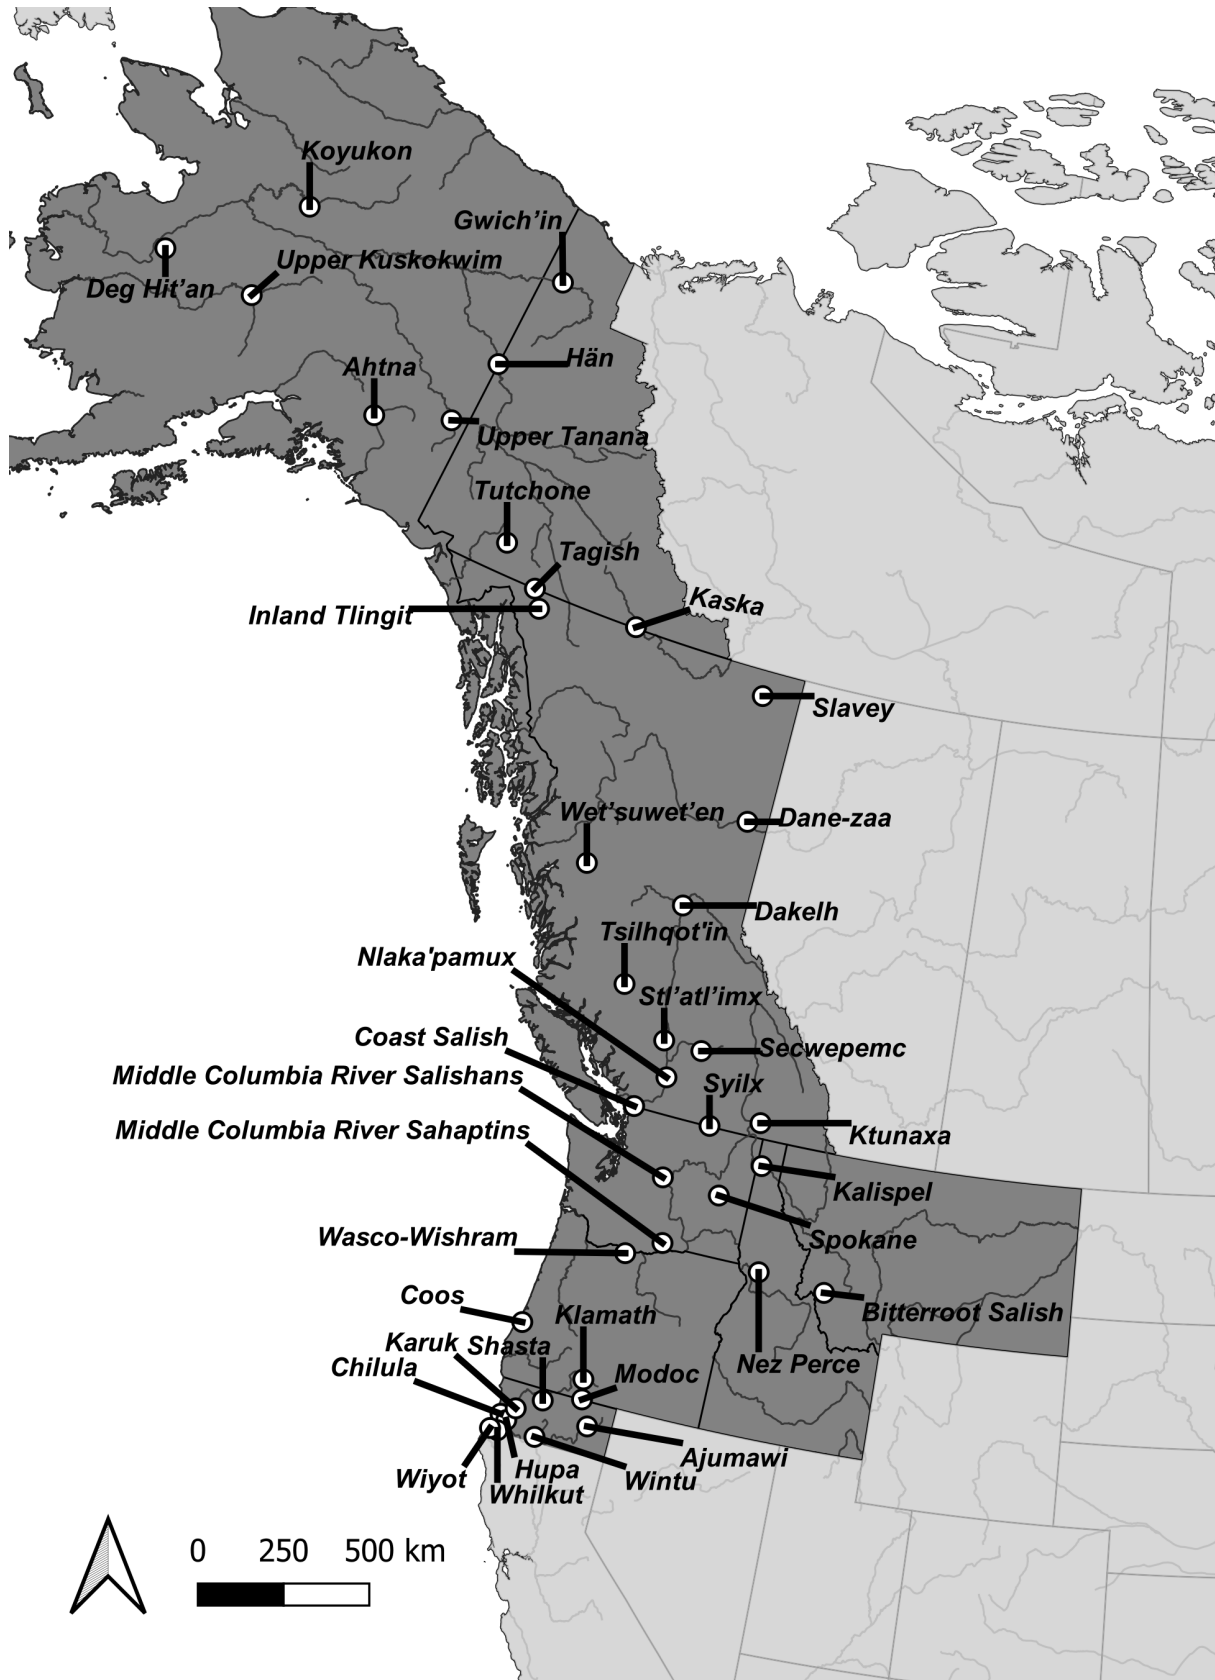 Koyukon
Gwich’in
Upper Kuskokwim
Deg Hit’an
Hän
Ahtna
Upper Tanana
Tutchone
Tagish
Kaska
Inland Tlingit
Slavey
Wet’suwet’en
Dane-zaa
Dakelh
Tsilhqot'in
Nlaka'pamux
Stl’atl’imx
Coast Salish
Secwepemc
Middle Columbia River Salishans
Syilx
Middle Columbia River Sahaptins
Ktunaxa
Kalispel
Wasco-Wishram
Spokane
Coos
Klamath
Bitterroot Salish
Karuk
Shasta
Chilula
Modoc
Nez Perce
Ajumawi
Wiyot
Hupa
Wintu
Whilkut
0 250 500 km